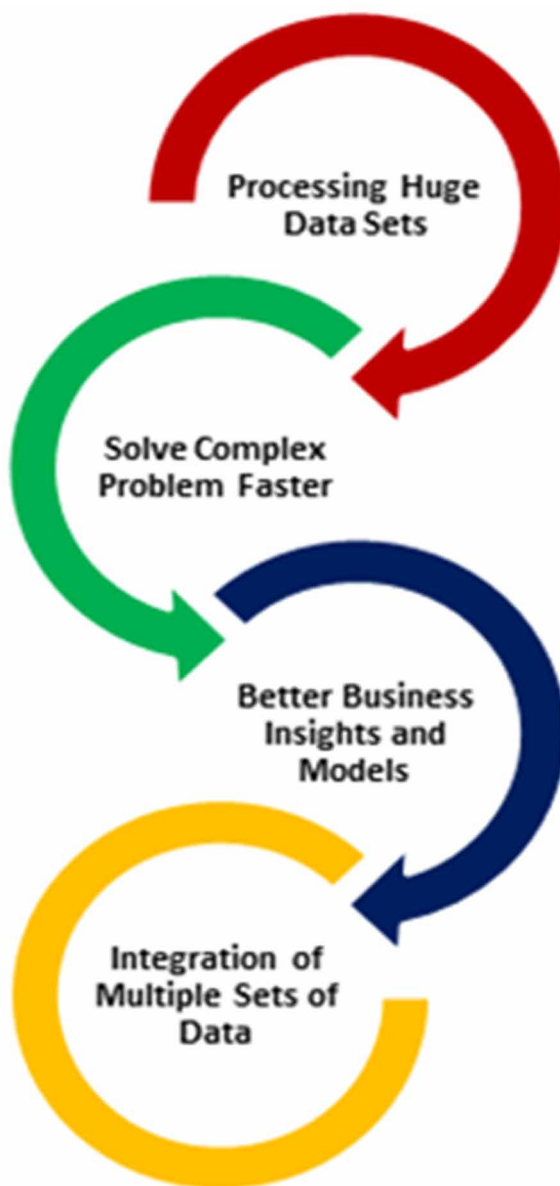 Processing Huge
Data Sets
Solve Complex
Problem Faster
Better Business
Insights and
Models
Integration of
Multiple Sets of
Data